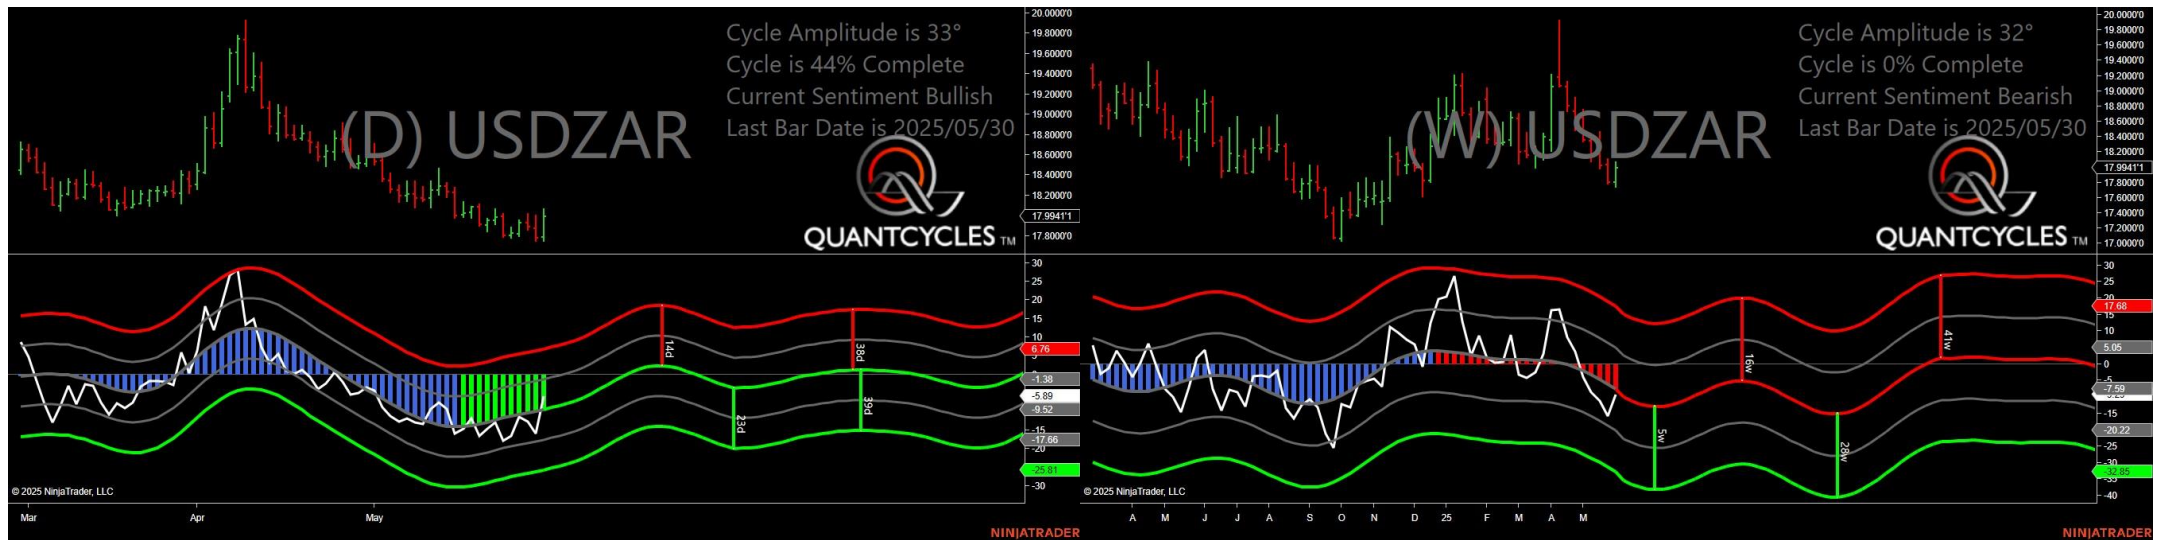 Cycle Amplitude is 33°
Cycle is 44% Complete
Current Sentiment Bullish
Last Bar Date is 2025/05/30
(D) USDZAR
QUANTCYCLES TM
20.0000'0
19.8000'0
19.6000'0
19.4000'0
19.2000'0
19.0000'0
18.8000'0
18.6000'0
18.4000'0
18.2000'0
17.9941'1
17.8000'0
30
25
20
15
10
6.76
0
-1.38
-5.89
-9.52
-15
-17.66
-20
-25.81
-30
14d
38d
23d
39d
© 2025 NinjaTrader, LLC
Mar Apr May
NINJATRADER
Cycle Amplitude is 32°
Cycle is 0% Complete
Current Sentiment Bearish
Last Bar Date is 2025/05/30
(W) USDZAR
QUANTCYCLES TM
20.0000'0
19.8000'0
19.6000'0
19.4000'0
19.2000'0
19.0000'0
18.8000'0
18.6000'0
18.4000'0
18.2000'0
17.9941'1
17.8000'0
17.6000'0
17.4000'0
17.2000'0
17.0000'0
30
25
20
17.68
15
10
5.05
0
-5
-7.59
-15
-20.22
-25
-30
-32.85
-35
-40
16w
41w
5w
28w
© 2025 NinjaTrader, LLC
A M J J A S O N D 25 F M A M
NINJATRADER